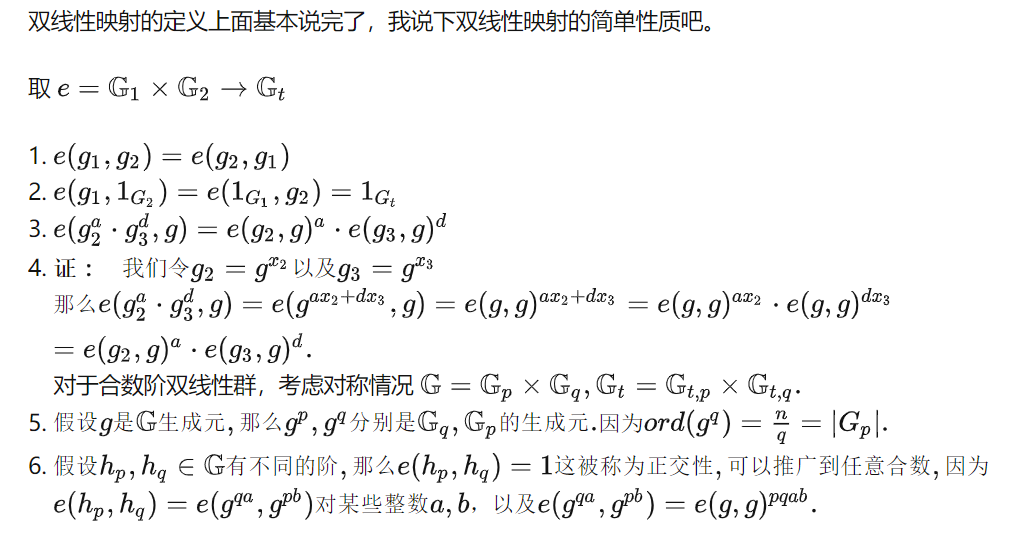 双线性映射的定义上面基本说完了，我说下双线性映射的简单性质吧。
取 $e = \mathbb{G}_1 \times \mathbb{G}_2 \to \mathbb{G}_t$
1. $e(g_1, g_2) = e(g_2, g_1)$
2. $e(g_1, 1_{G_2}) = e(1_{G_1}, g_2) = 1_{G_t}$
3. $e(g_2^a \cdot g_3^d, g) = e(g_2, g)^a \cdot e(g_3, g)^d$
4. 证： 我们令$g_2 = g^{x_2}$ 以及$g_3 = g^{x_3}$
那么$e(g_2^a \cdot g_3^d, g) = e(g^{ax_2+dx_3}, g) = e(g, g)^{ax_2+dx_3} = e(g, g)^{ax_2} \cdot e(g, g)^{dx_3}$
$= e(g_2, g)^a \cdot e(g_3, g)^d.$
对于合数阶双线性群，考虑对称情况 $\mathbb{G} = \mathbb{G}_p \times \mathbb{G}_q, \mathbb{G}_t = \mathbb{G}_{t,p} \times \mathbb{G}_{t,q}.$
5. 假设$g$是$\mathbb{G}$生成元,那么$g^p, g^q$分别是$\mathbb{G}_q, \mathbb{G}_p$的生成元.因为$ord(g^q) = \frac{n}{q} = |G_p|.$
6. 假设$h_p, h_q \in \mathbb{G}$有不同的阶,那么$e(h_p, h_q) = 1$这被称为正交性,可以推广到任意合数,因为
$e(h_p, h_q) = e(g^{qa}, g^{pb})$对某些整数$a, b$，以及$e(g^{qa}, g^{pb}) = e(g, g)^{pqab}.$